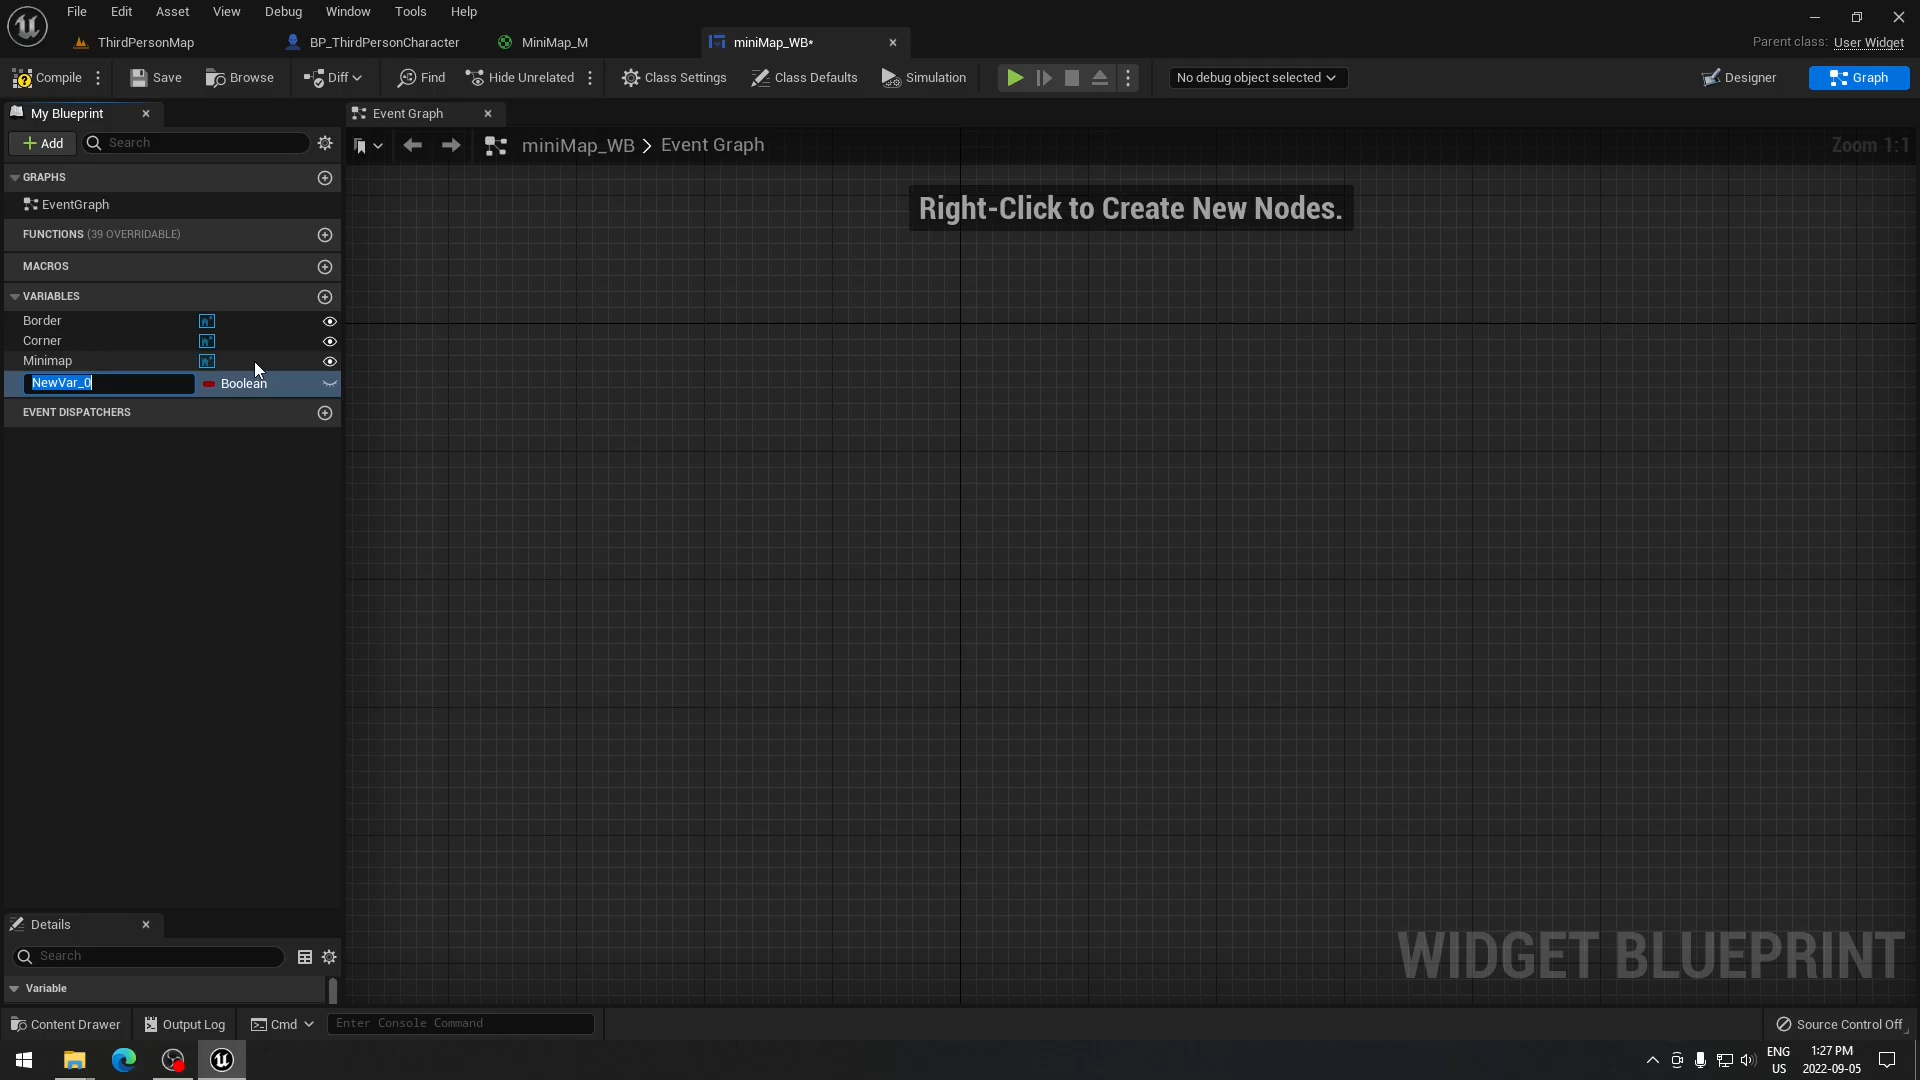 File Edit Asset View Debug Window Tools Help
ThirdPersonMap BP_ThirdPersonCharacter MiniMap_M miniMap_WB*
Parent class: User Widget
Compile Save Browse Diff Find Hide Unrelated Class Settings Class Defaults Simulation No debug object selected Designer Graph
My Blueprint Event Graph
Add Search miniMap_WB > Event Graph Zoom 1:1
GRAPHS
EventGraph
Right-Click to Create New Nodes.
FUNCTIONS (39 OVERRIDABLE)
MACROS
VARIABLES
Border
Corner
Minimap
NewVar_0 Boolean
EVENT DISPATCHERS
Details
Search
WIDGET BLUEPRINT
Variable
Content Drawer Output Log Cmd Enter Console Command Source Control Off
ENG 1:27 PM
US 2022-09-05